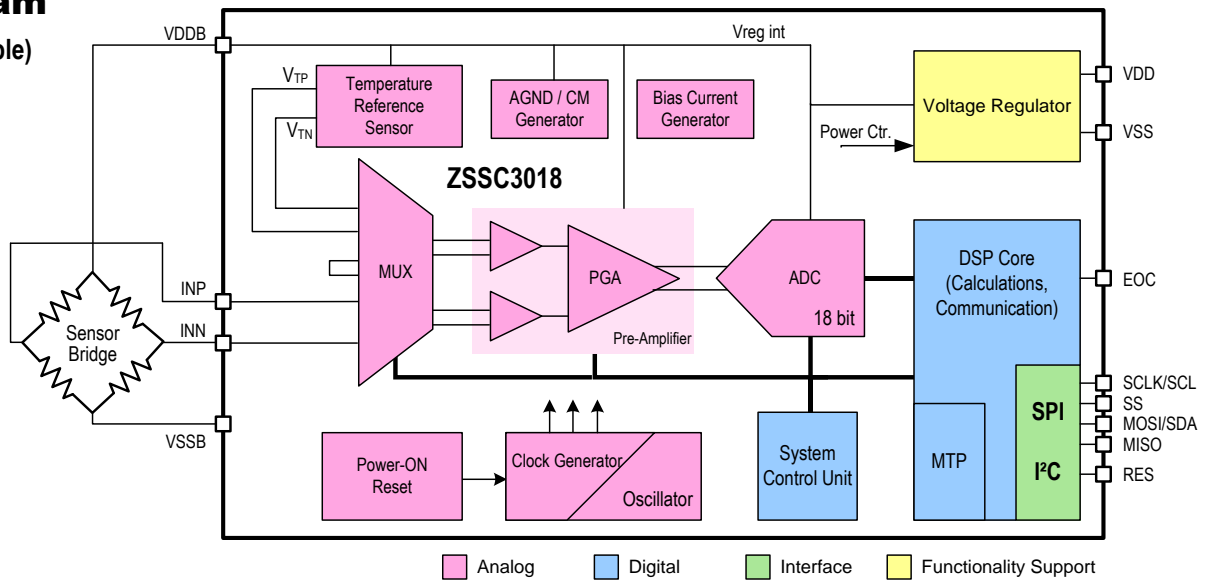 am
ole)
VDDB
Vreg int
VTP
Temperature
Reference
Sensor
VTN
AGND / CM
Generator
Bias Current
Generator
Voltage Regulator
VDD
VSS
Power Ctr.
ZSSC3018
MUX
PGA
Pre-Amplifier
ADC
18 bit
DSP Core
(Calculations,
Communication)
EOC
INP
INN
Sensor
Bridge
VSSB
SCLK/SCL
SS
MOSI/SDA
MISO
RES
SPI
I²C
MTP
Power-ON
Reset
Clock Generator
Oscillator
System
Control Unit
Analog
Digital
Interface
Functionality Support